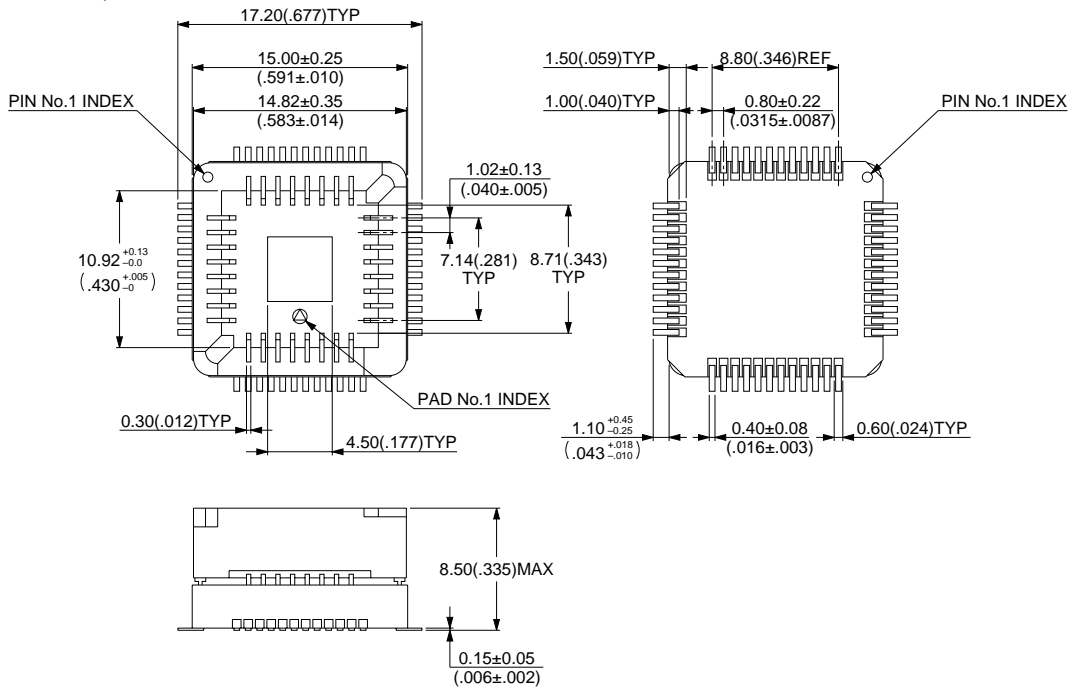 17.20(.677)TYP
15.00±0.25
(.591±.010)
14.82±0.35
(.583±.014)
PIN No.1 INDEX
1.02±0.13
(.040±.005)
10.92 +0.13 –0.0
(.430 +.005 –0)
7.14(.281)
TYP
8.71(.343)
TYP
PAD No.1 INDEX
0.30(.012)TYP
4.50(.177)TYP
1.50(.059)TYP
8.80(.346)REF
1.00(.040)TYP
0.80±0.22
(.0315±.0087)
PIN No.1 INDEX
1.10 +0.45 –0.25
(.043 +.018 –.010)
0.40±0.08
(.016±.003)
0.60(.024)TYP
8.50(.335)MAX
0.15±0.05
(.006±.002)